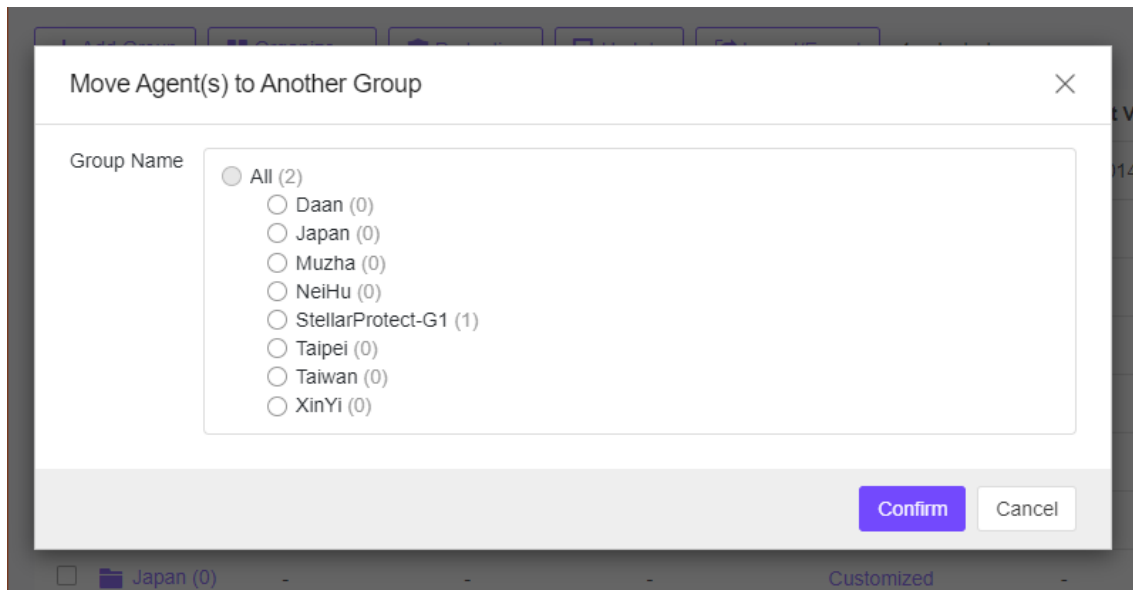 Move Agent(s) to Another Group
Group Name
All (2)
Daan (0)
Japan (0)
Muzha (0)
NeiHu (0)
StellarProtect-G1 (1)
Taipei (0)
Taiwan (0)
XinYi (0)
Confirm Cancel
Japan (0) - - - Customized -